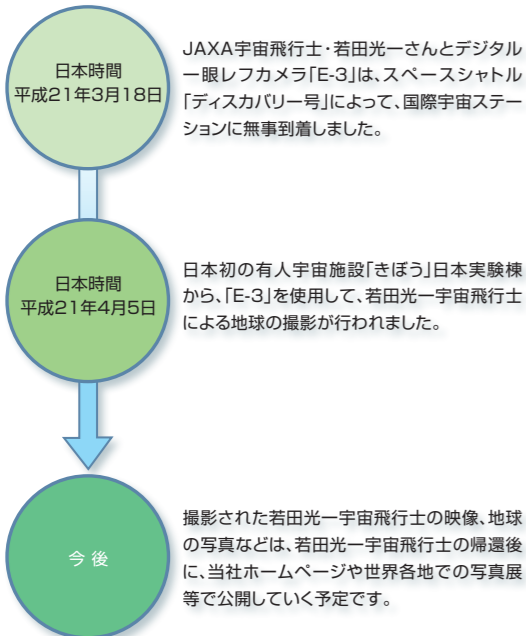 日本時間
平成21年3月18日
JAXA宇宙飛行士・若田光一さんとデジタル
一眼レフカメラ「E-3」は、スペースシャトル
「ディスカバリー号」によって、国際宇宙ステー
ションに無事到着しました。
日本時間
平成21年4月5日
日本初の有人宇宙施設「きぼう」日本実験棟
から、「E-3」を使用して、若田光一宇宙飛行士
による地球の撮影が行われました。
今後
撮影された若田光一宇宙飛行士の映像、地球
の写真などは、若田光一宇宙飛行士の帰還後
に、当社ホームページや世界各地での写真展
等で公開していく予定です。